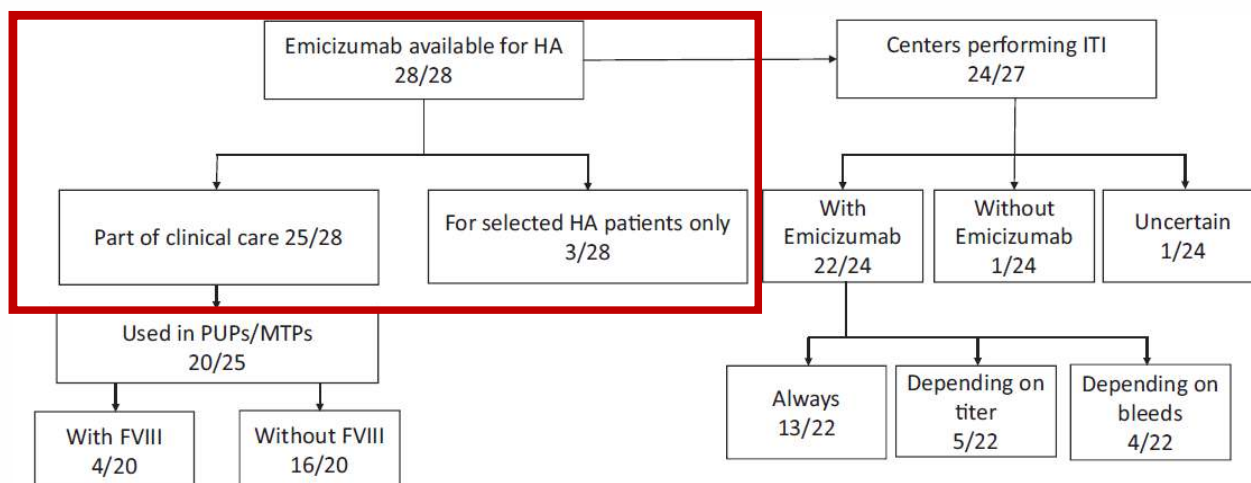 Emicizumab available for HA
28/28
Centers performing ITI
24/27
Part of clinical care 25/28
For selected HA patients only
3/28
With
Emicizumab
22/24
Without
Emicizumab
1/24
Uncertain
1/24
Used in PUPs/MTPs
20/25
With FVIII
4/20
Without FVIII
16/20
Always
13/22
Depending on
titer
5/22
Depending on
bleeds
4/22